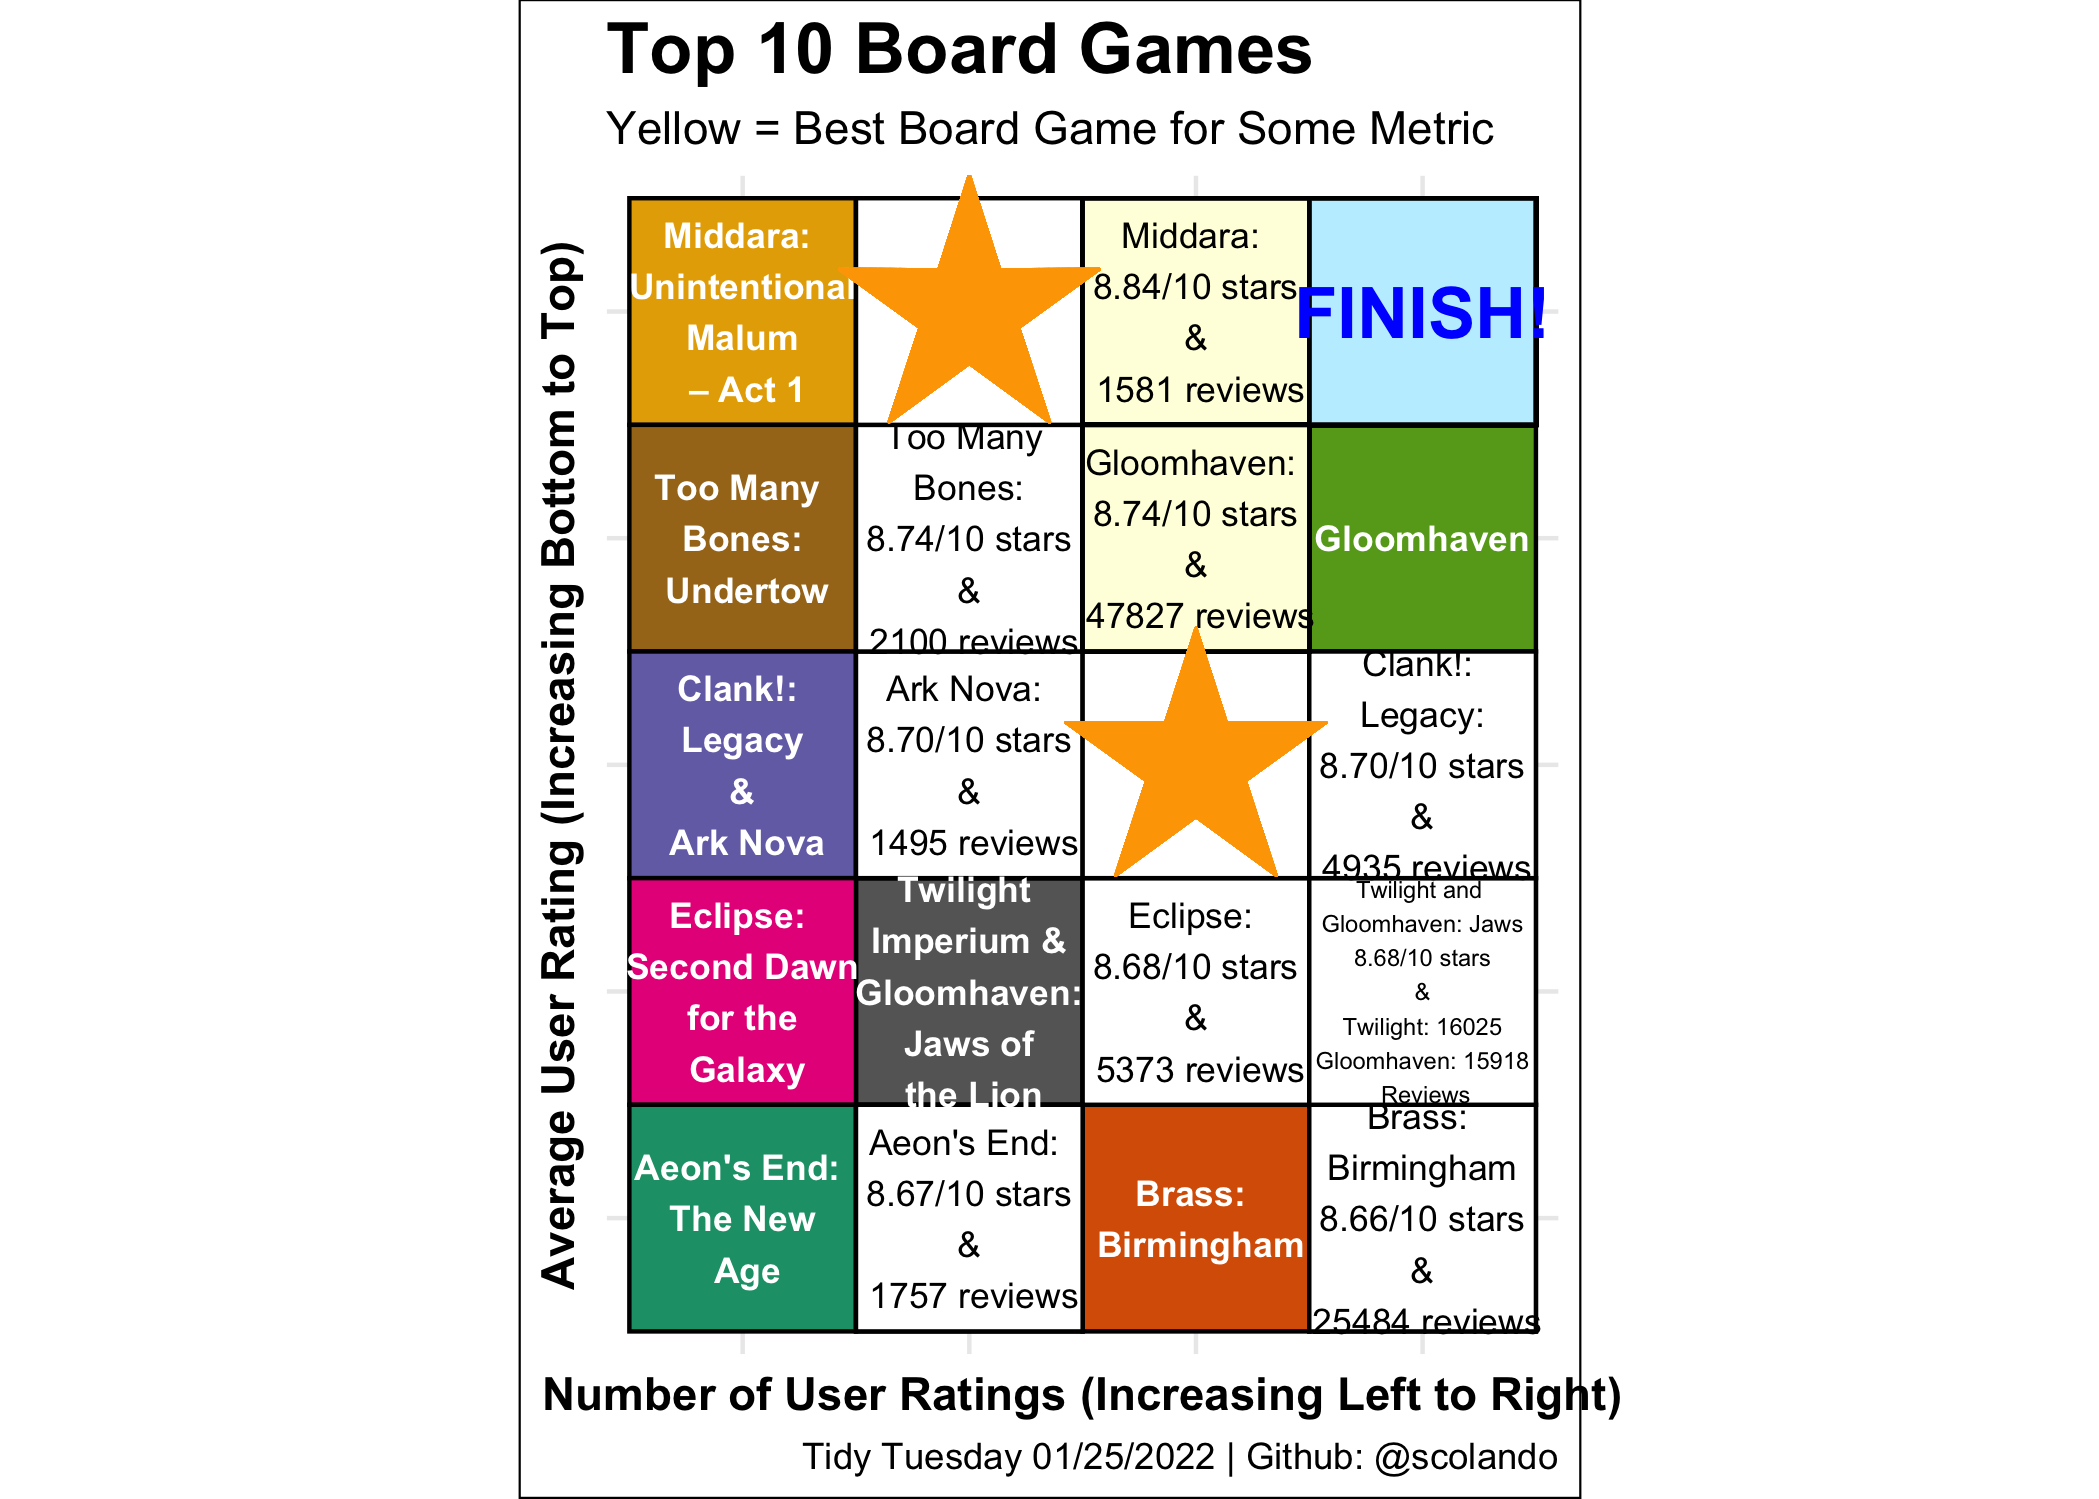 Top 10 Board Games
Yellow = Best Board Game for Some Metric
Average User Rating (Increasing Bottom to Top)
Middara:
Unintentional
Malum
– Act 1
Middara:
8.84/10 stars
&
1581 reviews
FINISH!
Too Many
Bones:
Undertow
Too Many
Bones:
8.74/10 stars
&
2100 reviews
Gloomhaven:
8.74/10 stars
&
47827 reviews
Gloomhaven
Clank!:
Legacy
&
Ark Nova
Ark Nova:
8.70/10 stars
&
1495 reviews
Clank!:
Legacy:
8.70/10 stars
&
4935 reviews
Eclipse:
Second Dawn
for the
Galaxy
Twilight
Imperium &
Gloomhaven:
Jaws of
the Lion
Eclipse:
8.68/10 stars
&
5373 reviews
Twilight and
Gloomhaven: Jaws
8.68/10 stars
&
Twilight: 16025
Gloomhaven: 15918
Reviews
Aeon's End:
The New
Age
Aeon's End:
8.67/10 stars
&
1757 reviews
Brass:
Birmingham
Brass:
Birmingham
8.66/10 stars
&
25484 reviews
Number of User Ratings (Increasing Left to Right)
Tidy Tuesday 01/25/2022 | Github: @scolando